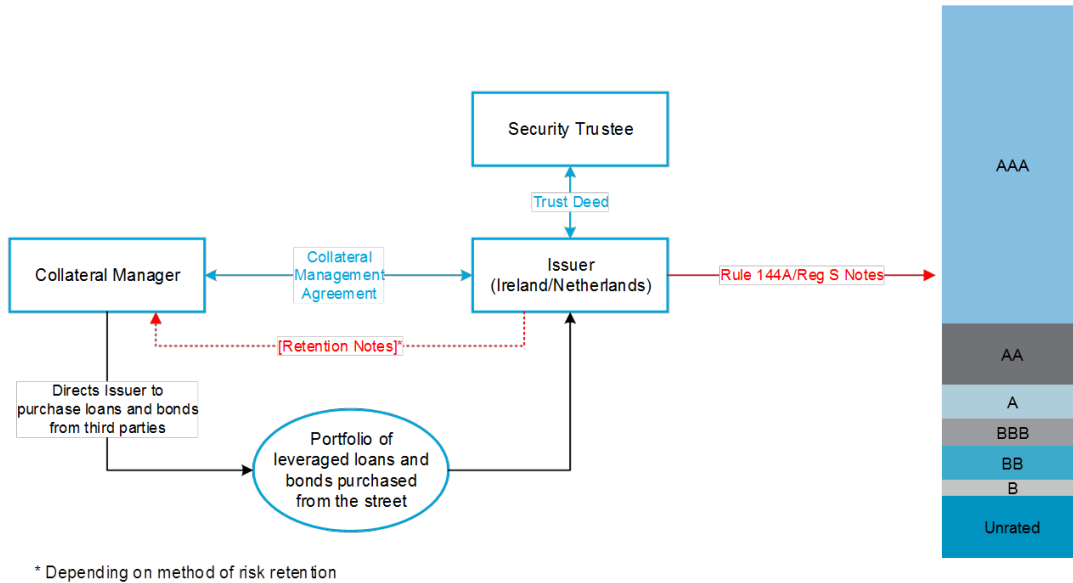 Security Trustee
Trust Deed
Collateral Manager
Collateral
Management
Agreement
Issuer
(Ireland/Netherlands)
Rule 144A/Reg S Notes
[Retention Notes]*
Directs Issuer to
purchase loans and bonds
from third parties
Portfolio of
leveraged loans and
bonds purchased
from the street
AAA
AA
A
BBB
BB
B
Unrated
* Depending on method of risk retention